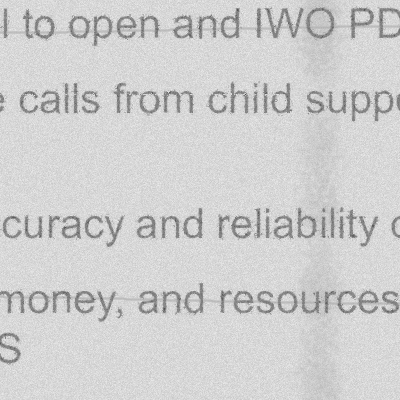 l to open and IWO PD
e calls from child suppo
curacy and reliability o
money, and resources
S